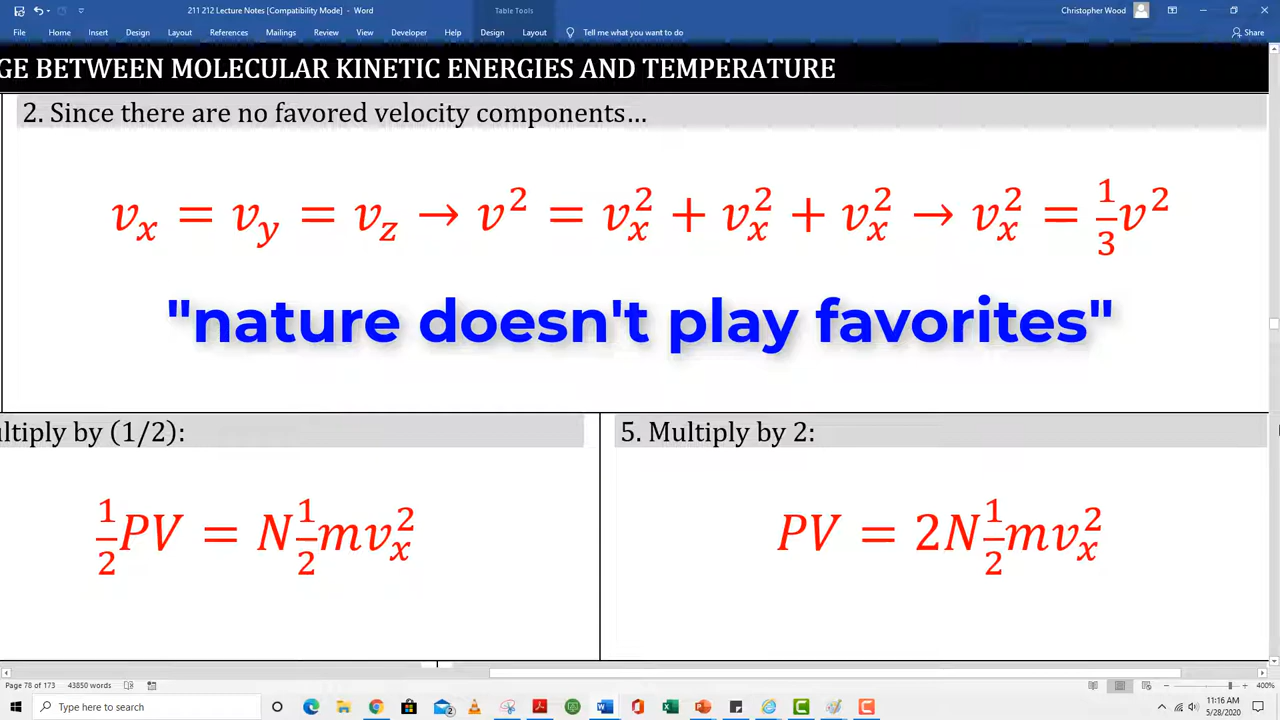 211 212 Lecture Notes [Compatibility Mode] - Word
Table Tools
Christopher Wood
File Home Insert Draw Design Layout References Mailings Review View Developer Help Design Layout Tell me what you want to do Share
GE BETWEEN MOLECULAR KINETIC ENERGIES AND TEMPERATURE
2. Since there are no favored velocity components…
vₓ = v_y = v_z → v² = vₓ² + vₓ² + vₓ² → vₓ² = 1/3 v²
"nature doesn't play favorites"
ltiply by (1/2):
1/2 PV = N 1/2 mvₓ²
5. Multiply by 2:
PV = 2N 1/2 mvₓ²
Page 78 of 173 43850 words 400%
Type here to search
11:16 AM
5/28/2020